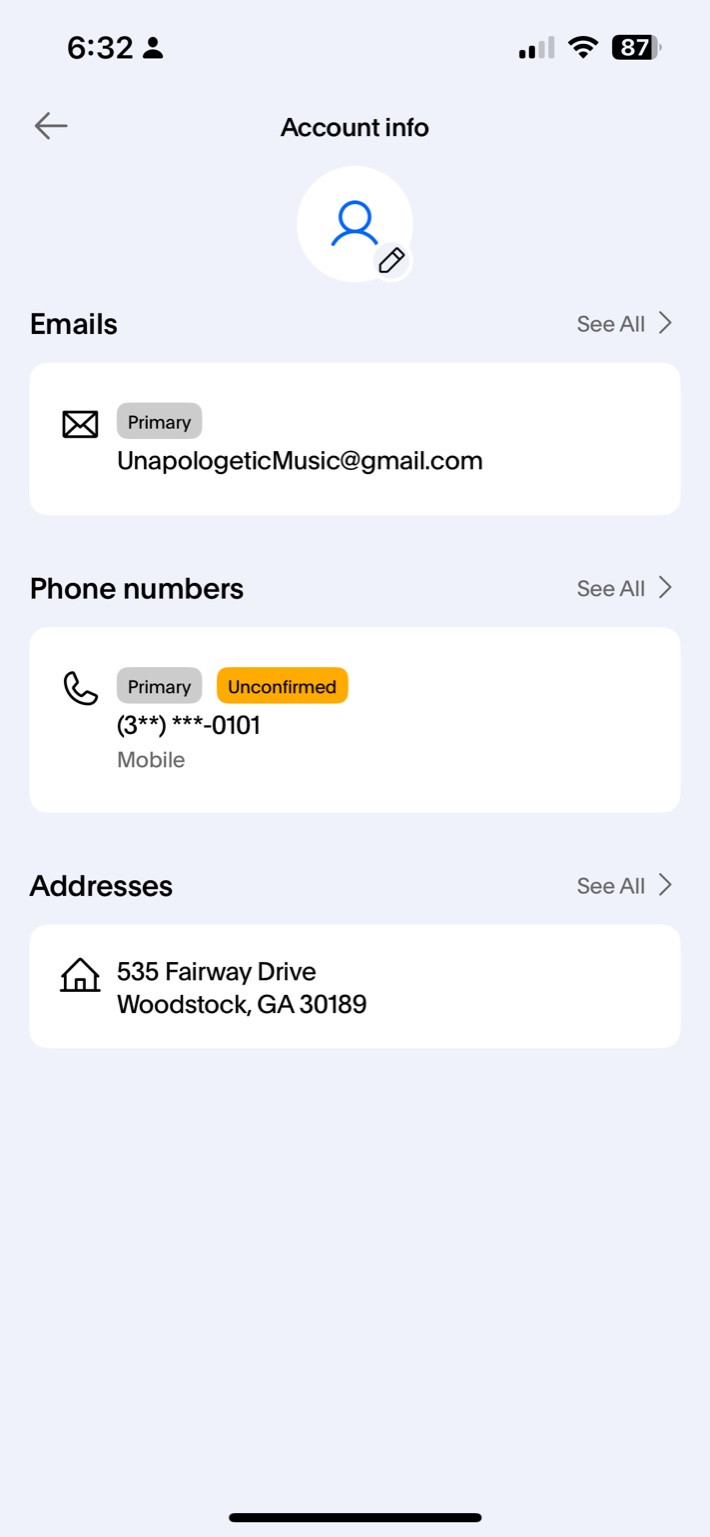 6:32
87
Account info
Emails
See All
Primary
UnapologeticMusic@gmail.com
Phone numbers
See All
Primary Unconfirmed
(3**) ***-0101
Mobile
Addresses
See All
535 Fairway Drive
Woodstock, GA 30189